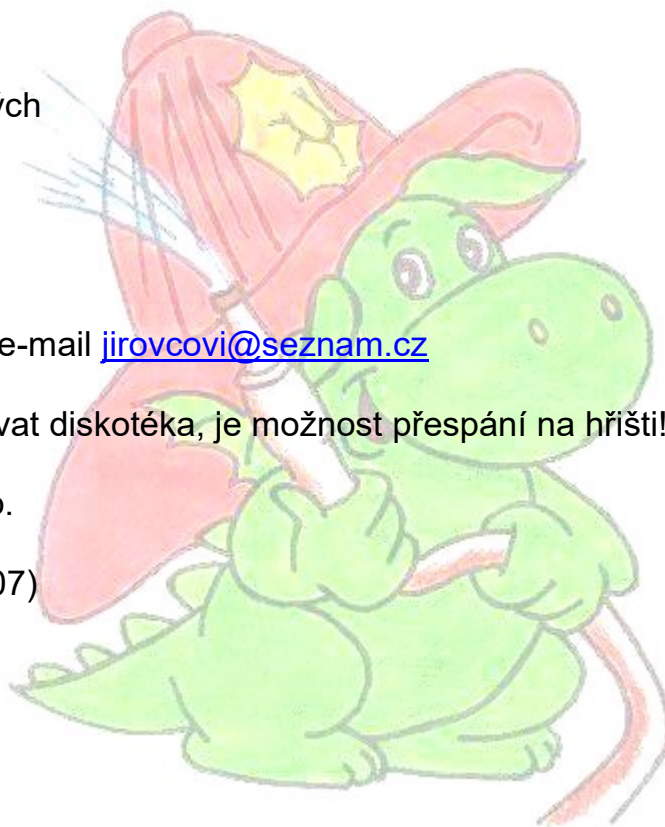 ých
e-mail jirovcovi@seznam.cz
vat diskotéka, je možnost přespání na hřišti!
o.
07)